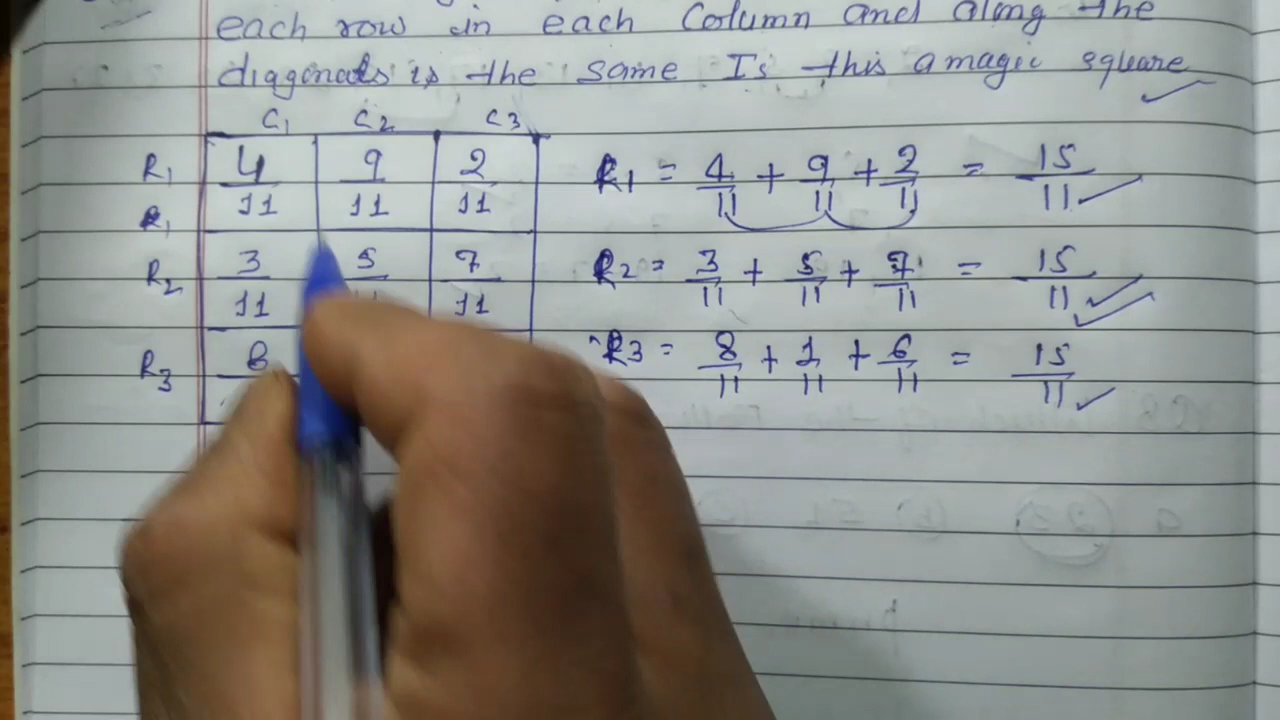 each row in each Column and along the
diagonals is the same Is this a magic square
C1 C2 C3
R1 4/11 9/11 2/11 R1 = 4/11 + 9/11 + 2/11 = 15/11
R1
R2 3/11 5 7/11 R2 = 3/11 + 5/11 + 7/11 = 15/11
R3 8 R3 = 8/11 + 1/11 + 6/11 = 15/11